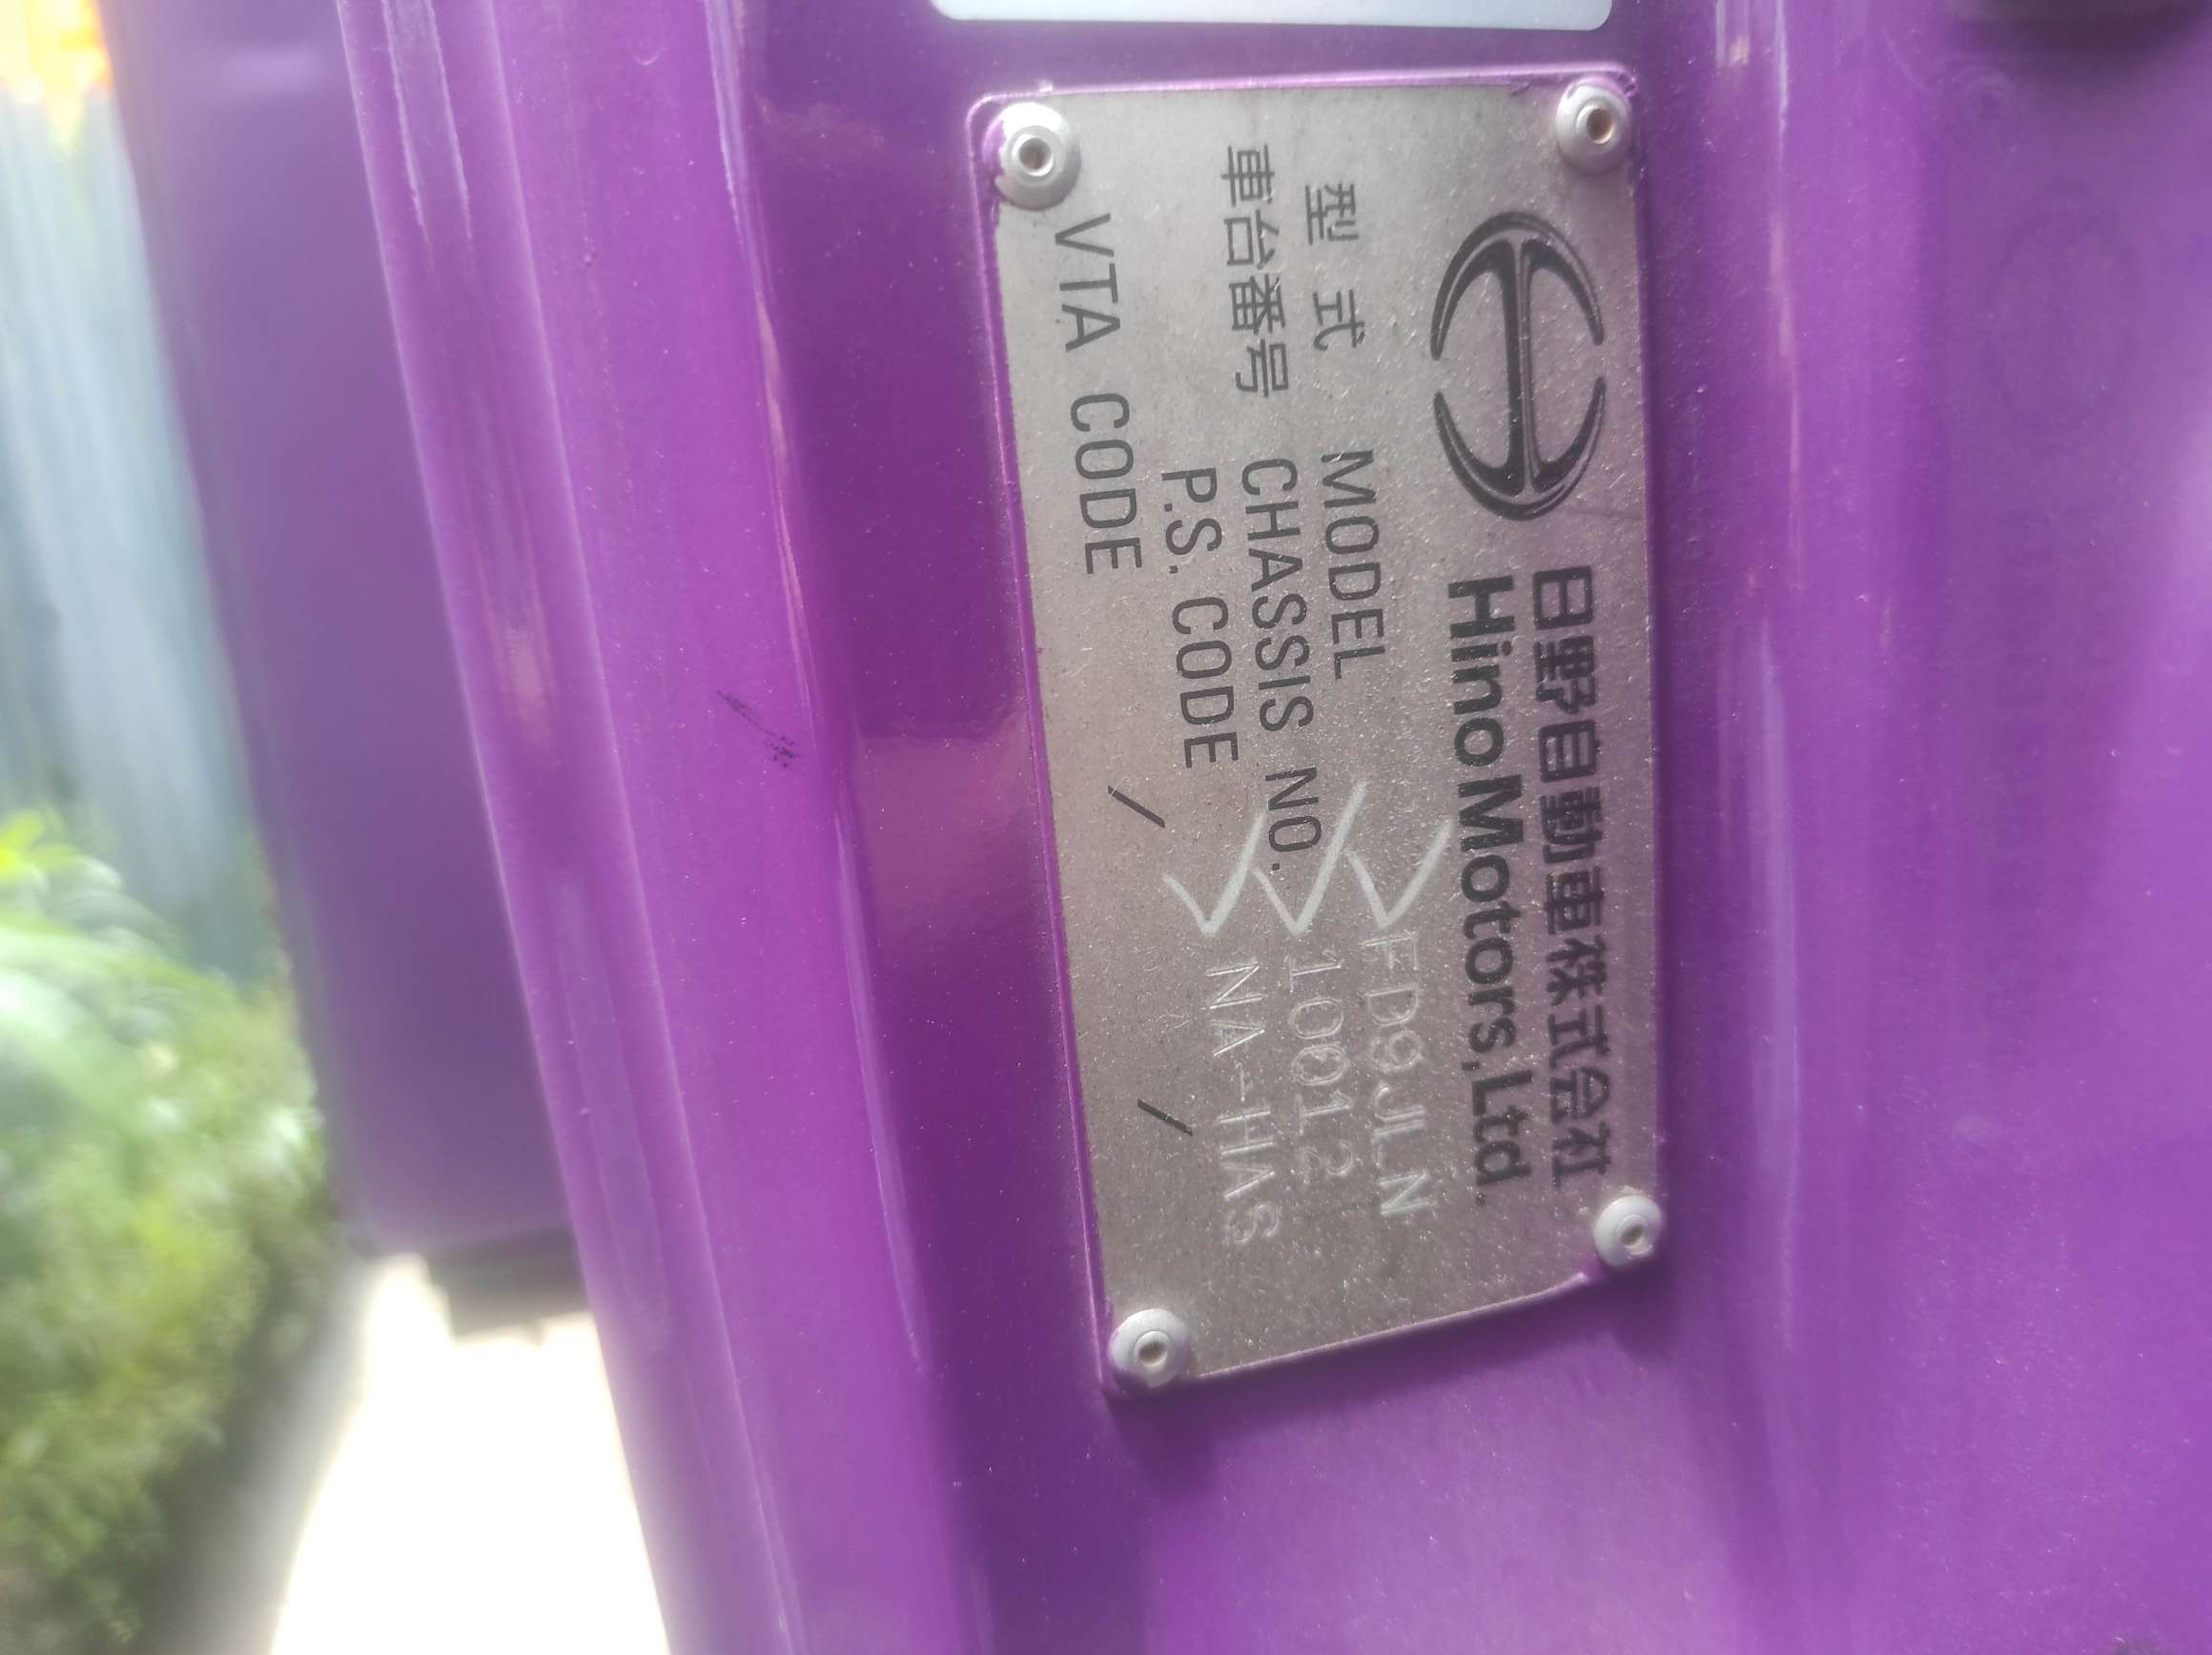 日野自動車株式会社
Hino Motors, Ltd.
型式 MODEL FD9JLN
車台番号 CHASSIS NO. 10012
P.S. CODE NA-HAS
VTA CODE / /